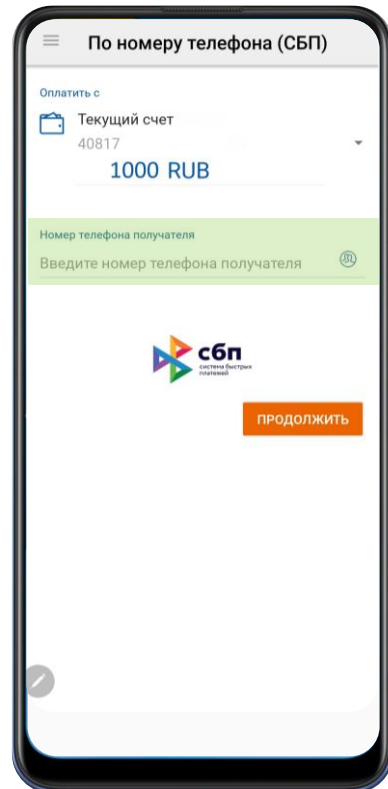 По номеру телефона (СБП)
Оплатить с
Текущий счет
40817
1000 RUB
Номер телефона получателя
Введите номер телефона получателя
сбп
система быстрых
платежей
ПРОДОЛЖИТЬ